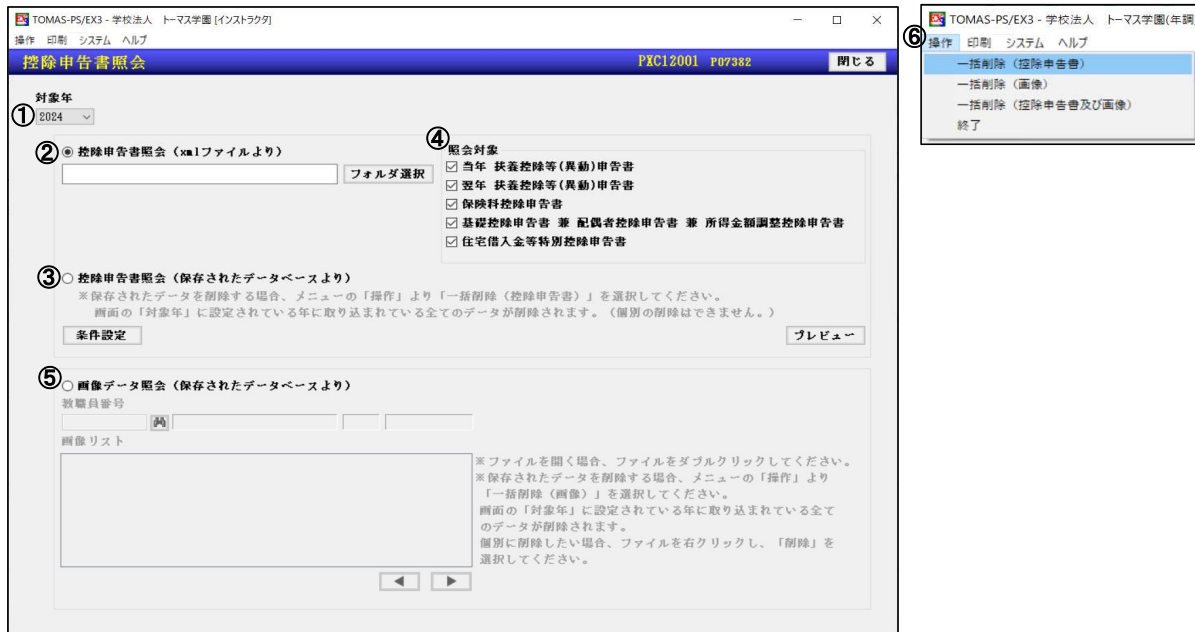 TOMAS-PS/EX3 - 学校法人　トーマス学園 [インストラクタ]
操作 印刷 システム ヘルプ
控除申告書照会 PXC12001 P07382 閉じる
対象年
① 2024
② 控除申告書照会（xmlファイルより）
フォルダ選択
④ 照会対象
当年 扶養控除等(異動)申告書
翌年 扶養控除等(異動)申告書
保険料控除申告書
基礎控除申告書 兼 配偶者控除申告書 兼 所得金額調整控除申告書
住宅借入金等特別控除申告書
③ 控除申告書照会（保存されたデータベースより）
※保存されたデータを削除する場合、メニューの「操作」より「一括削除（控除申告書）」を選択してください。
画面の「対象年」に設定されている年に取り込まれている全てのデータが削除されます。（個別の削除はできません。）
条件設定 プレビュー
⑤ 画像データ照会（保存されたデータベースより）
教職員番号
画像リスト
※ファイルを開く場合、ファイルをダブルクリックしてください。
※保存されたデータを削除する場合、メニューの「操作」より
「一括削除（画像）」を選択してください。
画面の「対象年」に設定されている年に取り込まれている全て
のデータが削除されます。
個別に削除したい場合、ファイルを右クリックし、「削除」を
選択してください。
TOMAS-PS/EX3 - 学校法人　トーマス学園(年調
⑥ 操作 印刷 システム ヘルプ
一括削除（控除申告書）
一括削除（画像）
一括削除（控除申告書及び画像）
終了